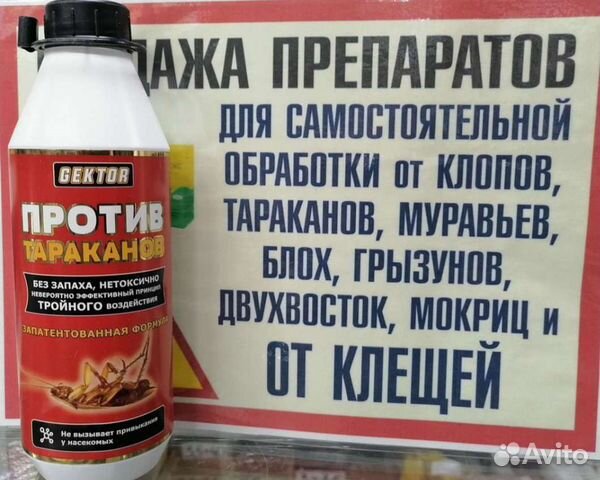 ПРЕПАРАТОВ
ДЛЯ САМОСТОЯТЕЛЬНОЙ
ОБРАБОТКИ от КЛОПОВ,
ТАРАКАНОВ, МУРАВЬЕВ,
БЛОХ, ГРЫЗУНОВ,
ДВУХВОСТОК, МОКРИЦ и
ОТ КЛЕЩЕЙ
GEKTOR
ПРОТИВ
ТАРАКАНОВ
БЕЗ ЗАПАХА, НЕТОКСИЧНО
НЕВЕРОЯТНО ЭФФЕКТИВНЫЙ ПРИНЦИП
ТРОЙНОГО ВОЗДЕЙСТВИЯ
ЗАПАТЕНТОВАННАЯ ФОРМУЛА
Не вызывает привыкания
у насекомых
Avito